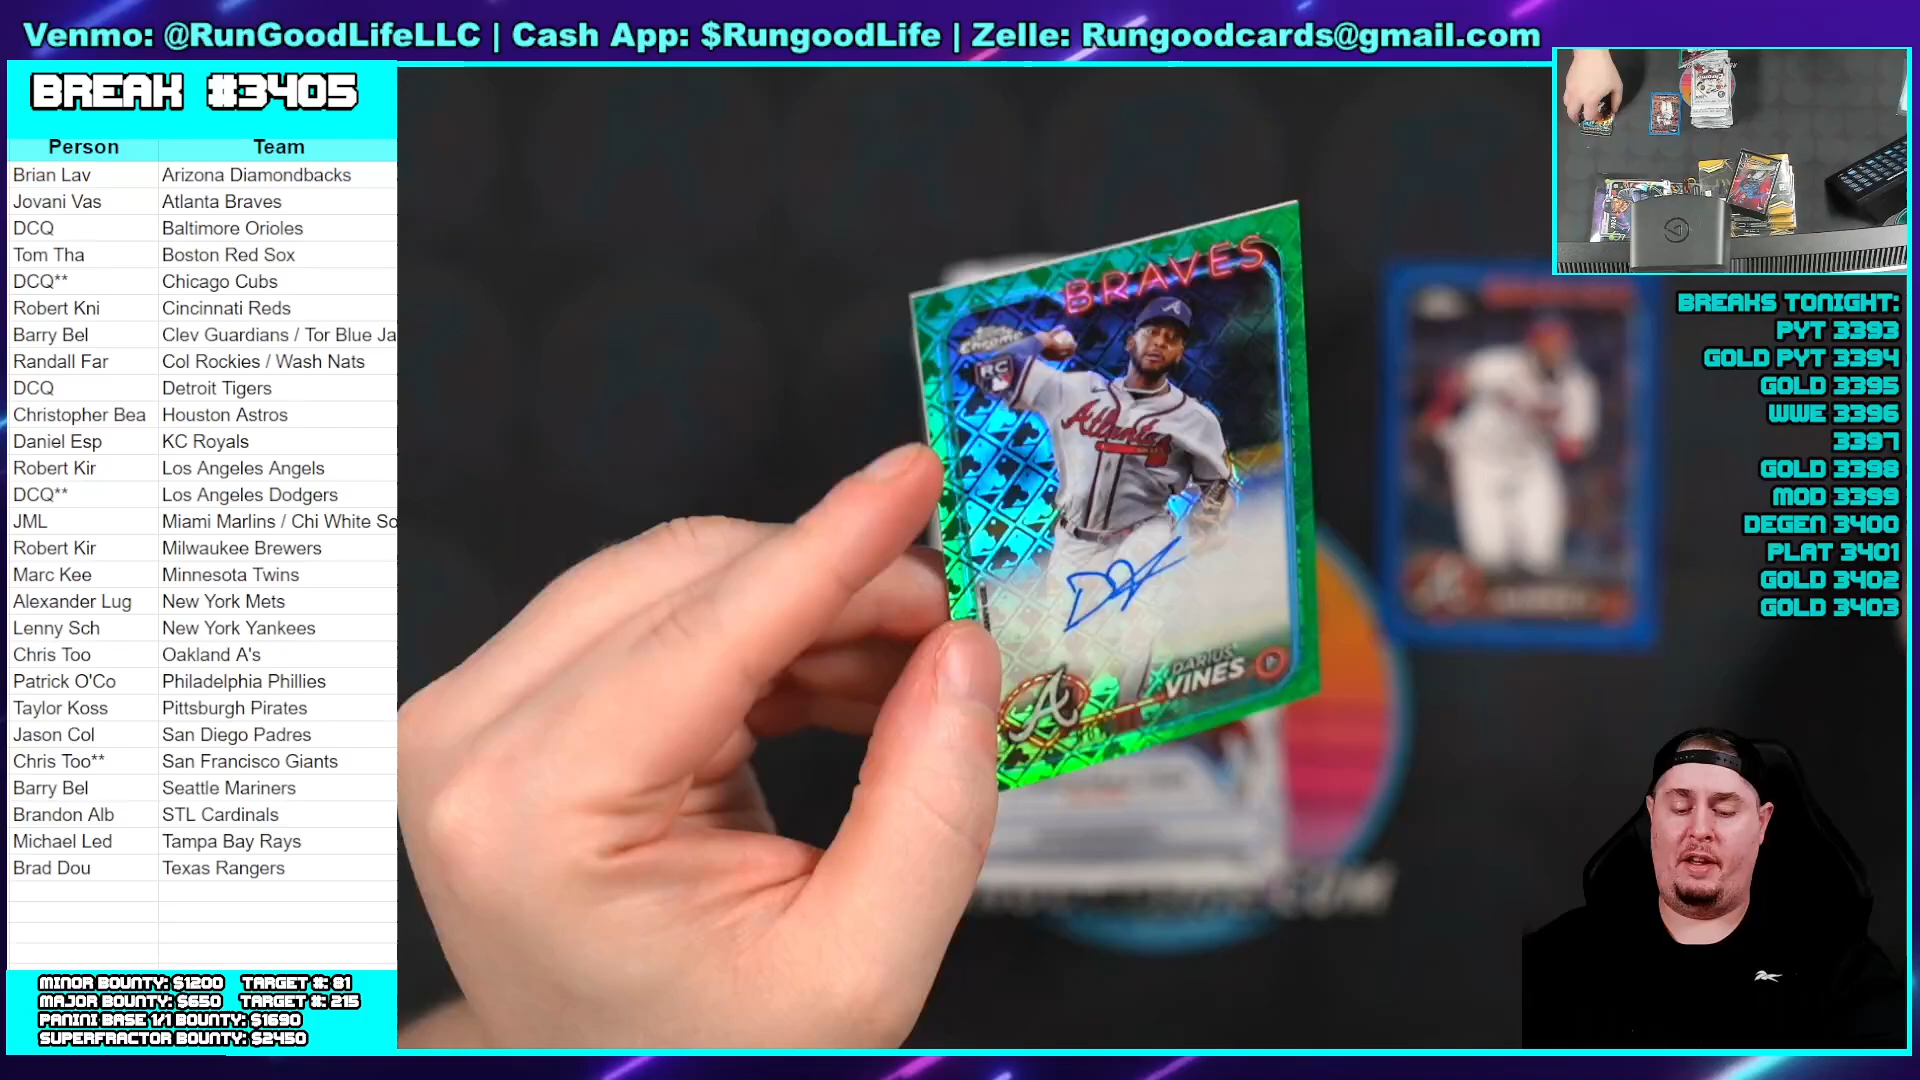 Venmo: @RunGoodLifeLLC | Cash App: $RungoodLife | Zelle: Rungoodcards@gmail.com
BREAK #3405
Person Team
Brian Lav Arizona Diamondbacks
Jovani Vas Atlanta Braves
DCQ Baltimore Orioles
Tom Tha Boston Red Sox
DCQ** Chicago Cubs
Robert Kni Cincinnati Reds
Barry Bel Clev Guardians / Tor Blue Ja
Randall Far Col Rockies / Wash Nats
DCQ Detroit Tigers
Christopher Bea Houston Astros
Daniel Esp KC Royals
Robert Kir Los Angeles Angels
DCQ** Los Angeles Dodgers
JML Miami Marlins / Chi White So
Robert Kir Milwaukee Brewers
Marc Kee Minnesota Twins
Alexander Lug New York Mets
Lenny Sch New York Yankees
Chris Too Oakland A's
Patrick O'Co Philadelphia Phillies
Taylor Koss Pittsburgh Pirates
Jason Col San Diego Padres
Chris Too** San Francisco Giants
Barry Bel Seattle Mariners
Brandon Alb STL Cardinals
Michael Led Tampa Bay Rays
Brad Dou Texas Rangers
MINOR BOUNTY: $1200 TARGET #: 81
MAJOR BOUNTY: $650 TARGET #: 215
PANINI BASE 1/1 BOUNTY: $1690
SUPERFRACTOR BOUNTY: $2450
BRAVES
Chrome
RC
Atlanta
A
DARIUS
VINES
BREAKS TONIGHT:
PYT 3393
GOLD PYT 3394
GOLD 3395
WWE 3396
3397
GOLD 3398
MOD 3399
DEGEN 3400
PLAT 3401
GOLD 3402
GOLD 3403